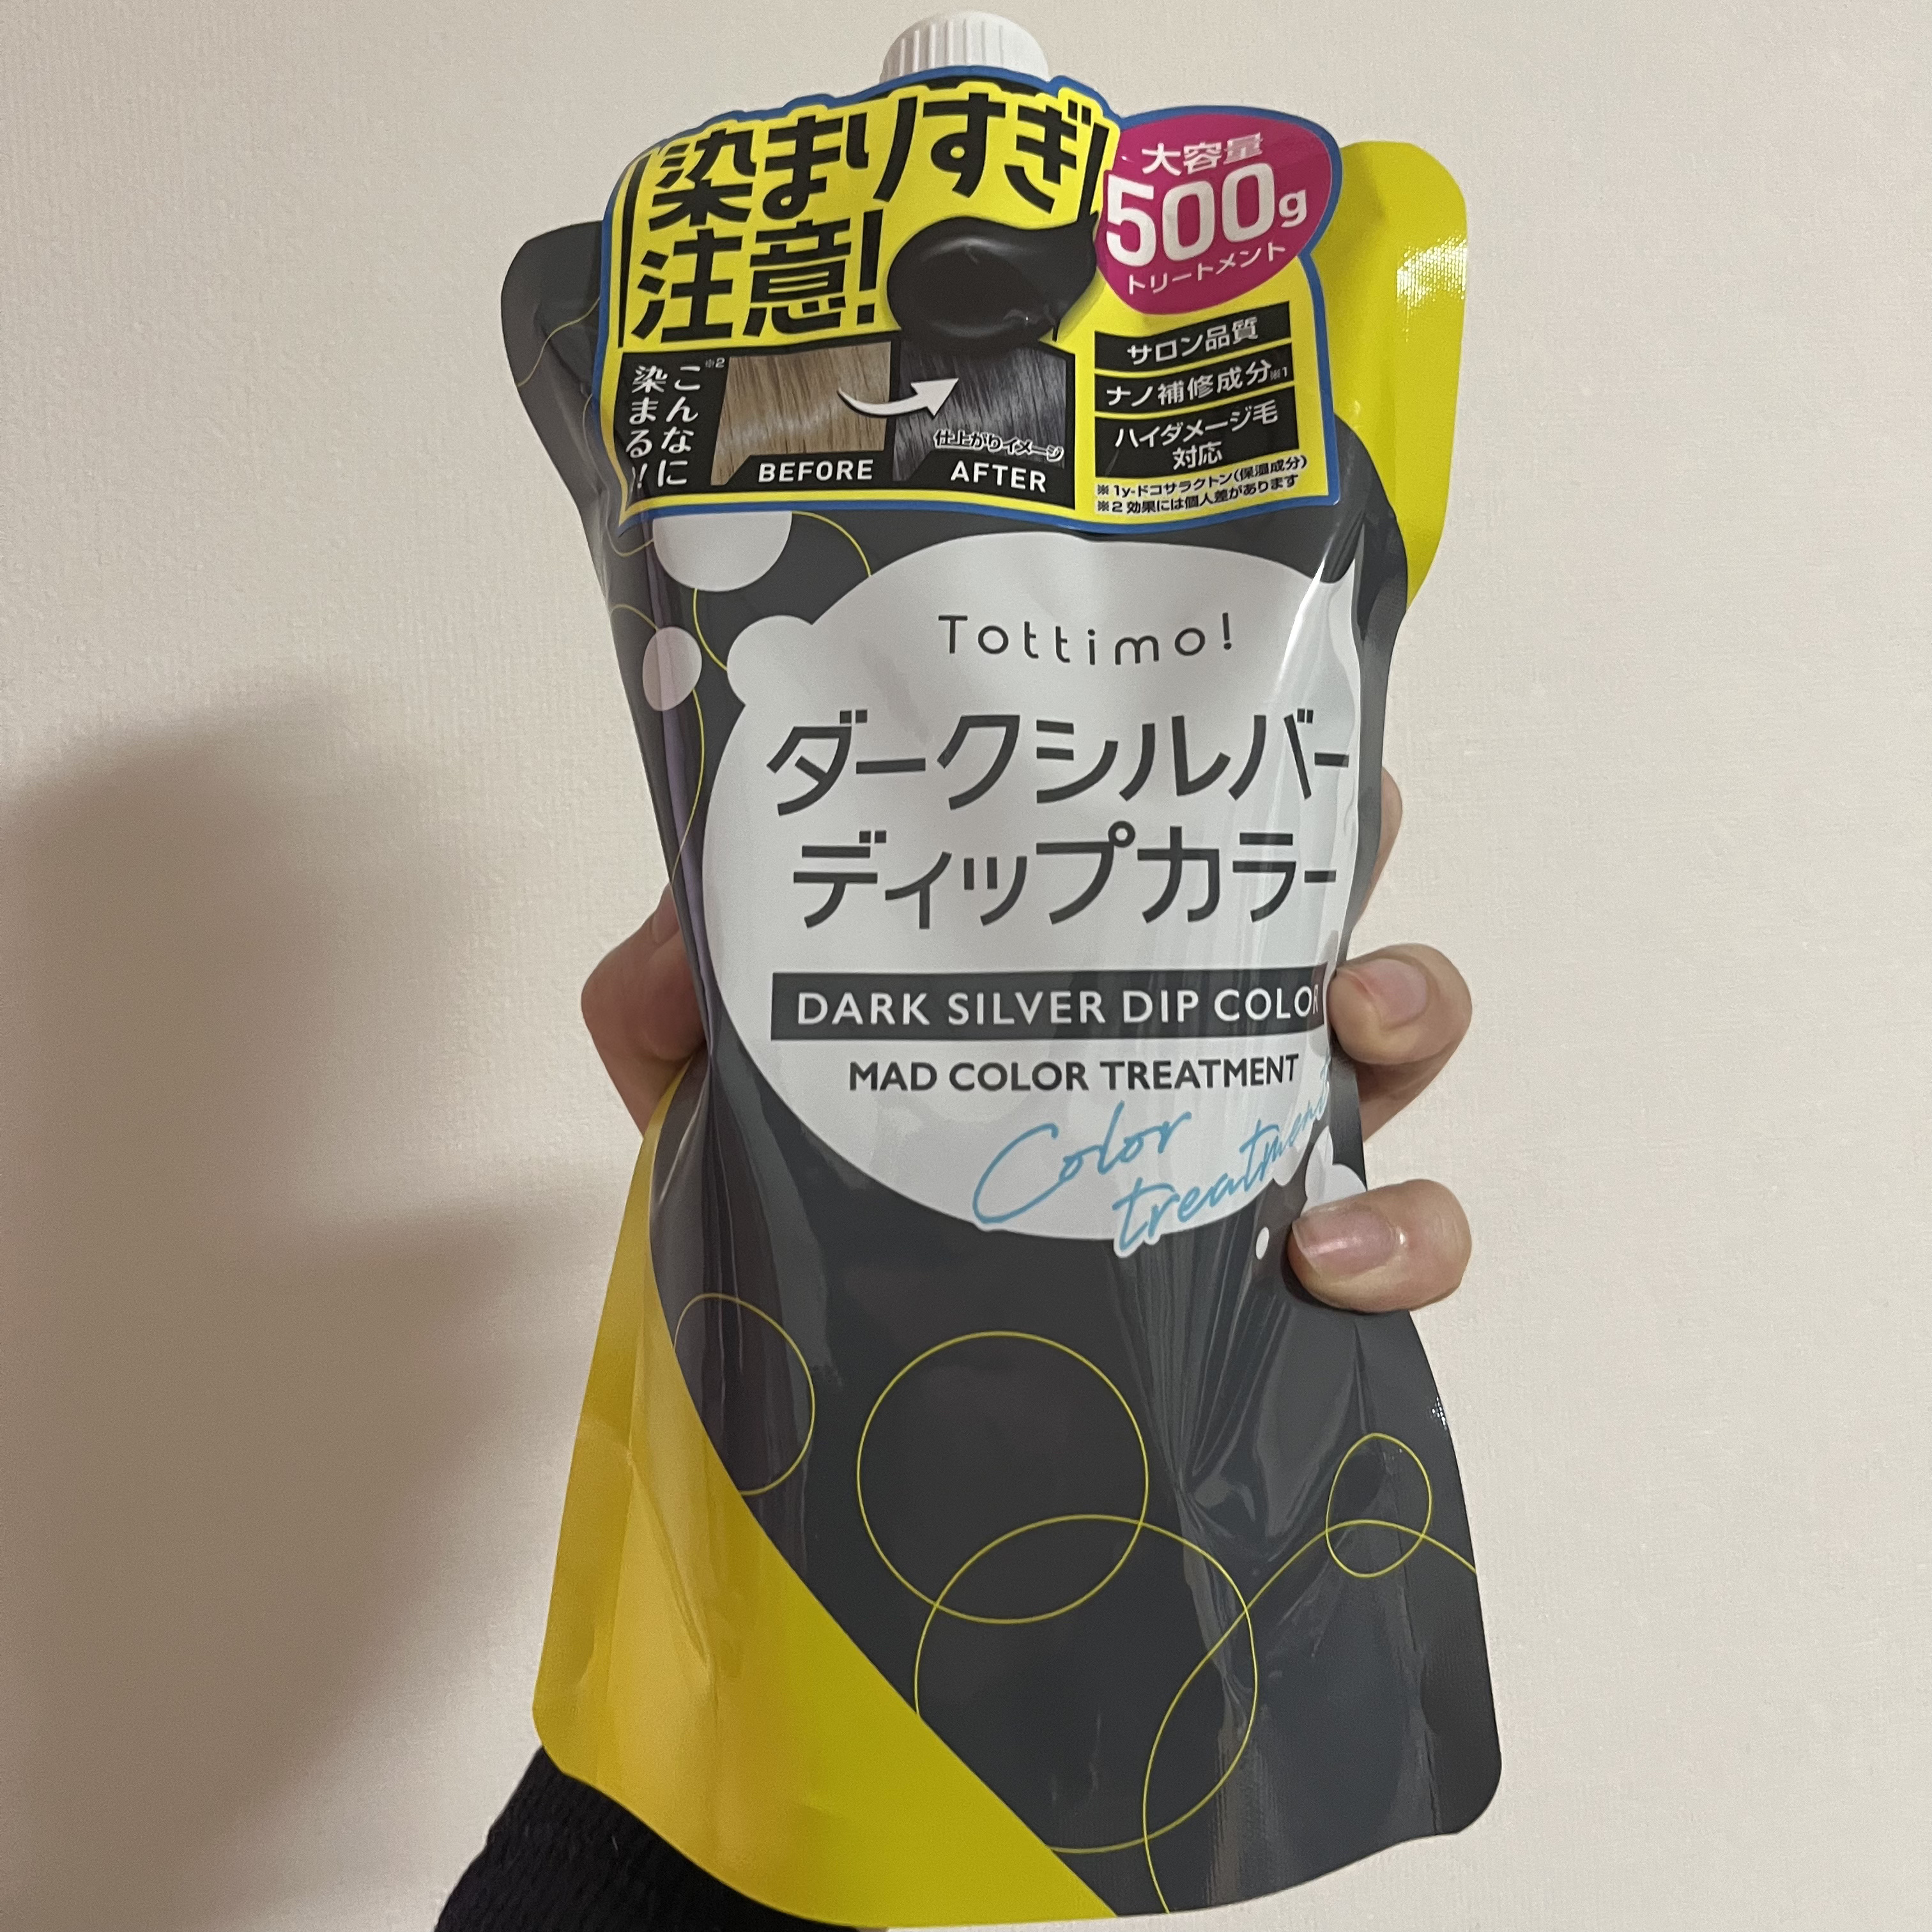 染まりすぎ
注意!
大容量
500g
トリートメント
こんなに※2
染まる!
BEFORE
仕上がりイメージ
AFTER
サロン品質
ナノ補修成分※1
ハイダメージ毛
対応
※1γ-ドコサラクトン(保湿成分)
※2 効果には個人差があります
Tottimo!
ダークシルバー
ディップカラー
DARK SILVER DIP COLOR
MAD COLOR TREATMENT
Color
treatment